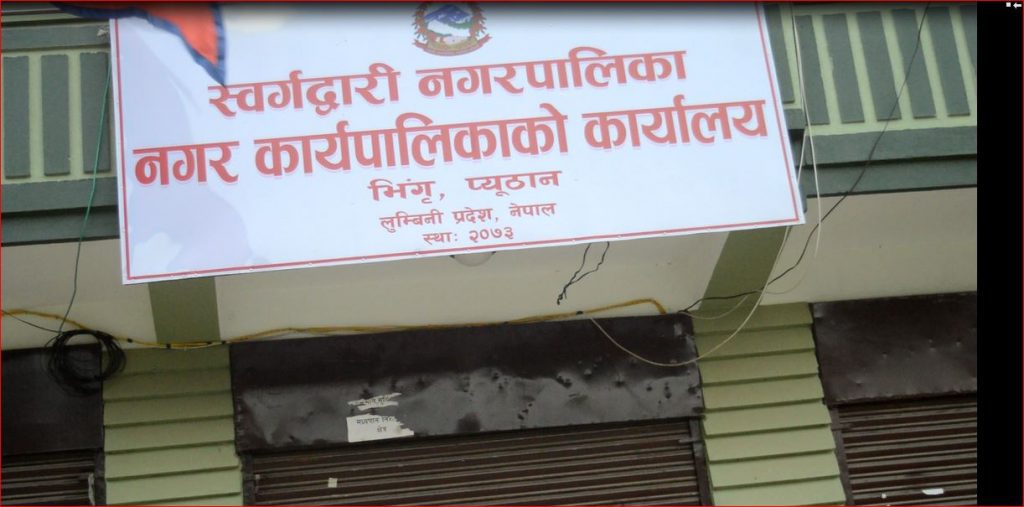 स्वर्गद्वारी नगरपालिका
नगर कार्यपालिकाको कार्यालय
भिंगृ, प्यूठान
लुम्बिनी प्रदेश, नेपाल
स्था: २०७३
क्षेत्र